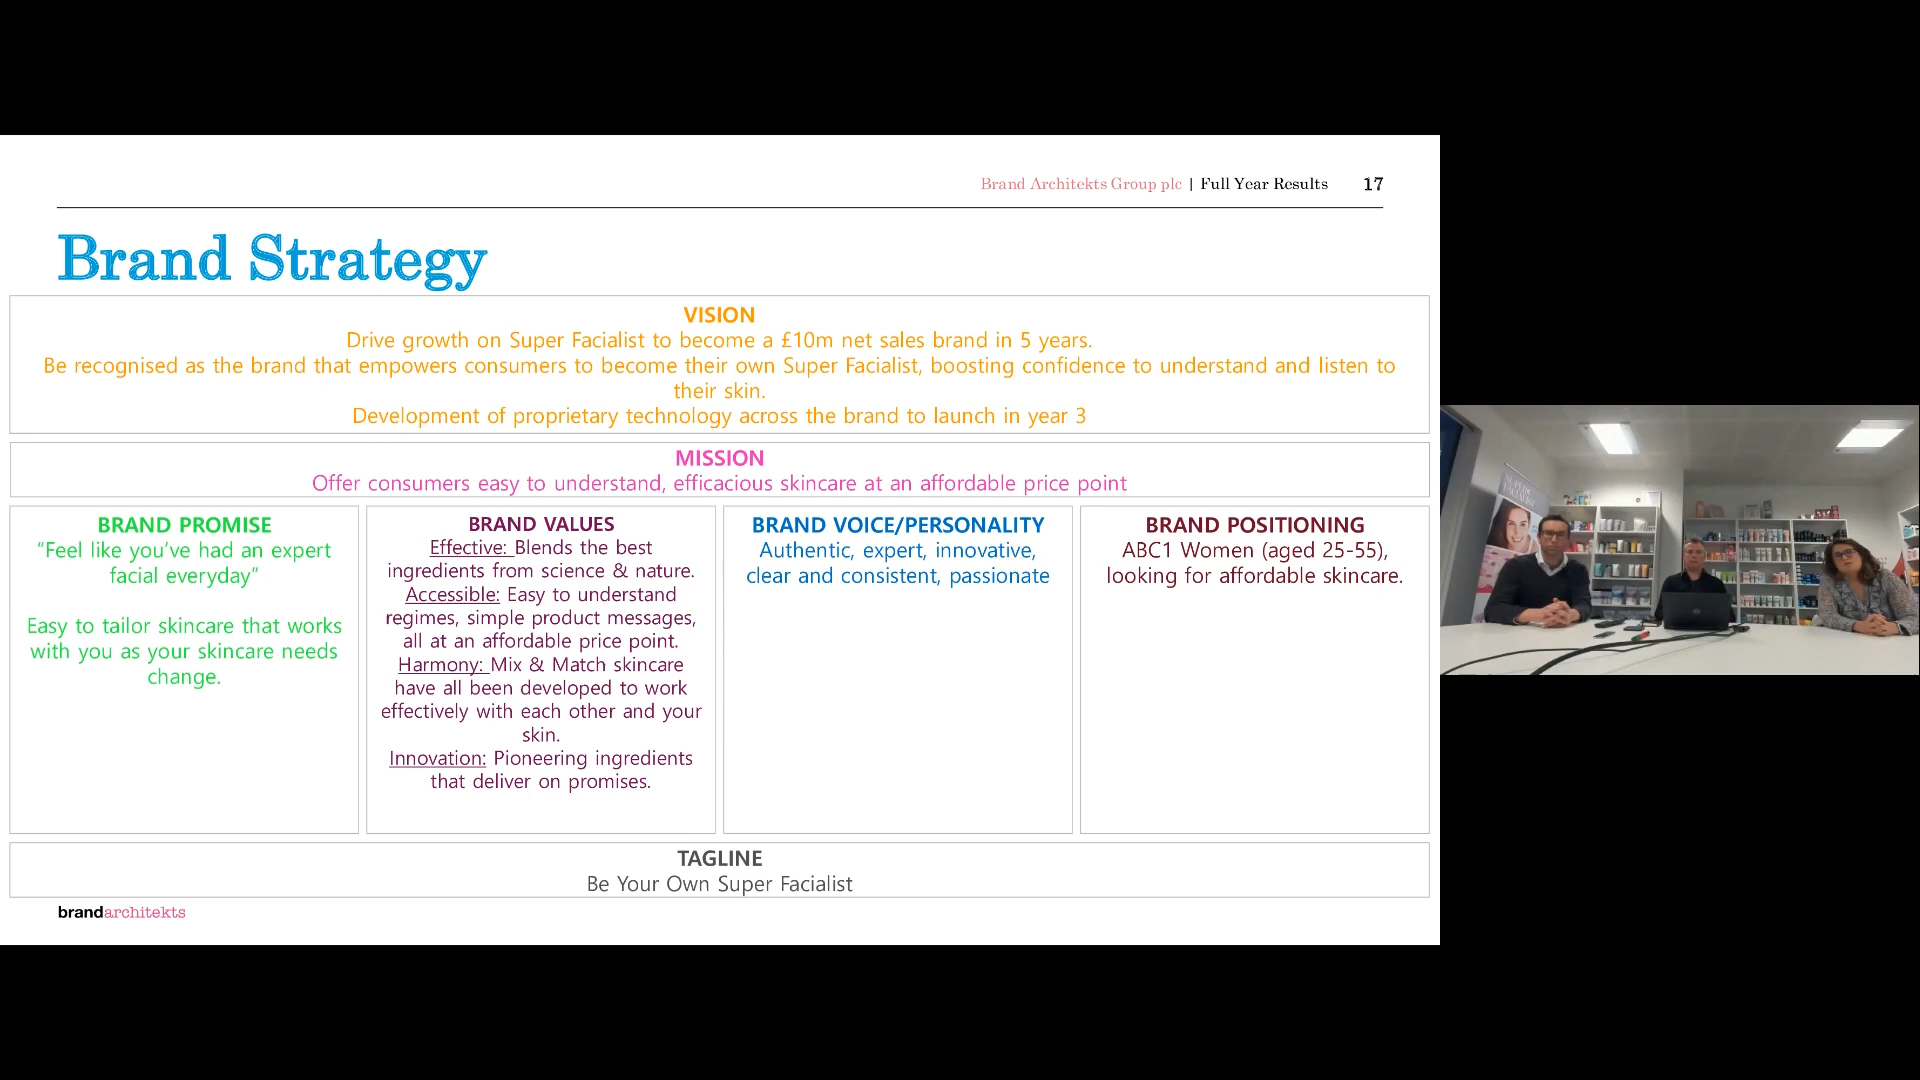 Brand Architekts Group plc | Full Year Results 17
Brand Strategy
VISION
Drive growth on Super Facialist to become a £10m net sales brand in 5 years.
Be recognised as the brand that empowers consumers to become their own Super Facialist, boosting confidence to understand and listen to
their skin.
Development of proprietary technology across the brand to launch in year 3
MISSION
Offer consumers easy to understand, efficacious skincare at an affordable price point
BRAND PROMISE
“Feel like you’ve had an expert
facial everyday”
Easy to tailor skincare that works
with you as your skincare needs
change.
BRAND VALUES
Effective: Blends the best
ingredients from science & nature.
Accessible: Easy to understand
regimes, simple product messages,
all at an affordable price point.
Harmony: Mix & Match skincare
have all been developed to work
effectively with each other and your
skin.
Innovation: Pioneering ingredients
that deliver on promises.
BRAND VOICE/PERSONALITY
Authentic, expert, innovative,
clear and consistent, passionate
BRAND POSITIONING
ABC1 Women (aged 25-55),
looking for affordable skincare.
TAGLINE
Be Your Own Super Facialist
brandarchitekts
SUPER
FACIALIST